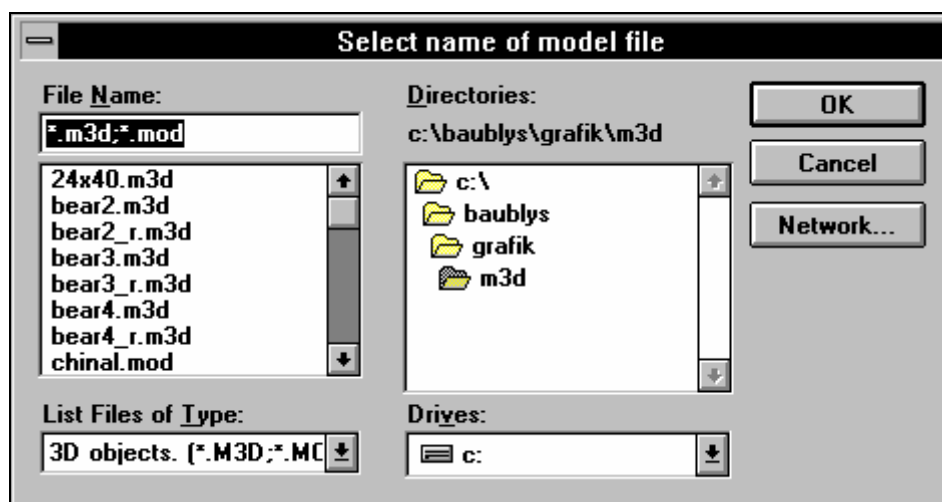 Select name of model file
File Name:
*.m3d;*.mod
24x40.m3d
bear2.m3d
bear2_r.m3d
bear3.m3d
bear3_r.m3d
bear4.m3d
bear4_r.m3d
chinal.mod
List Files of Type:
3D objects. (*.M3D;*.MO
Directories:
c:\baublys\grafik\m3d
c:\
baublys
grafik
m3d
Drives:
c:
OK
Cancel
Network...